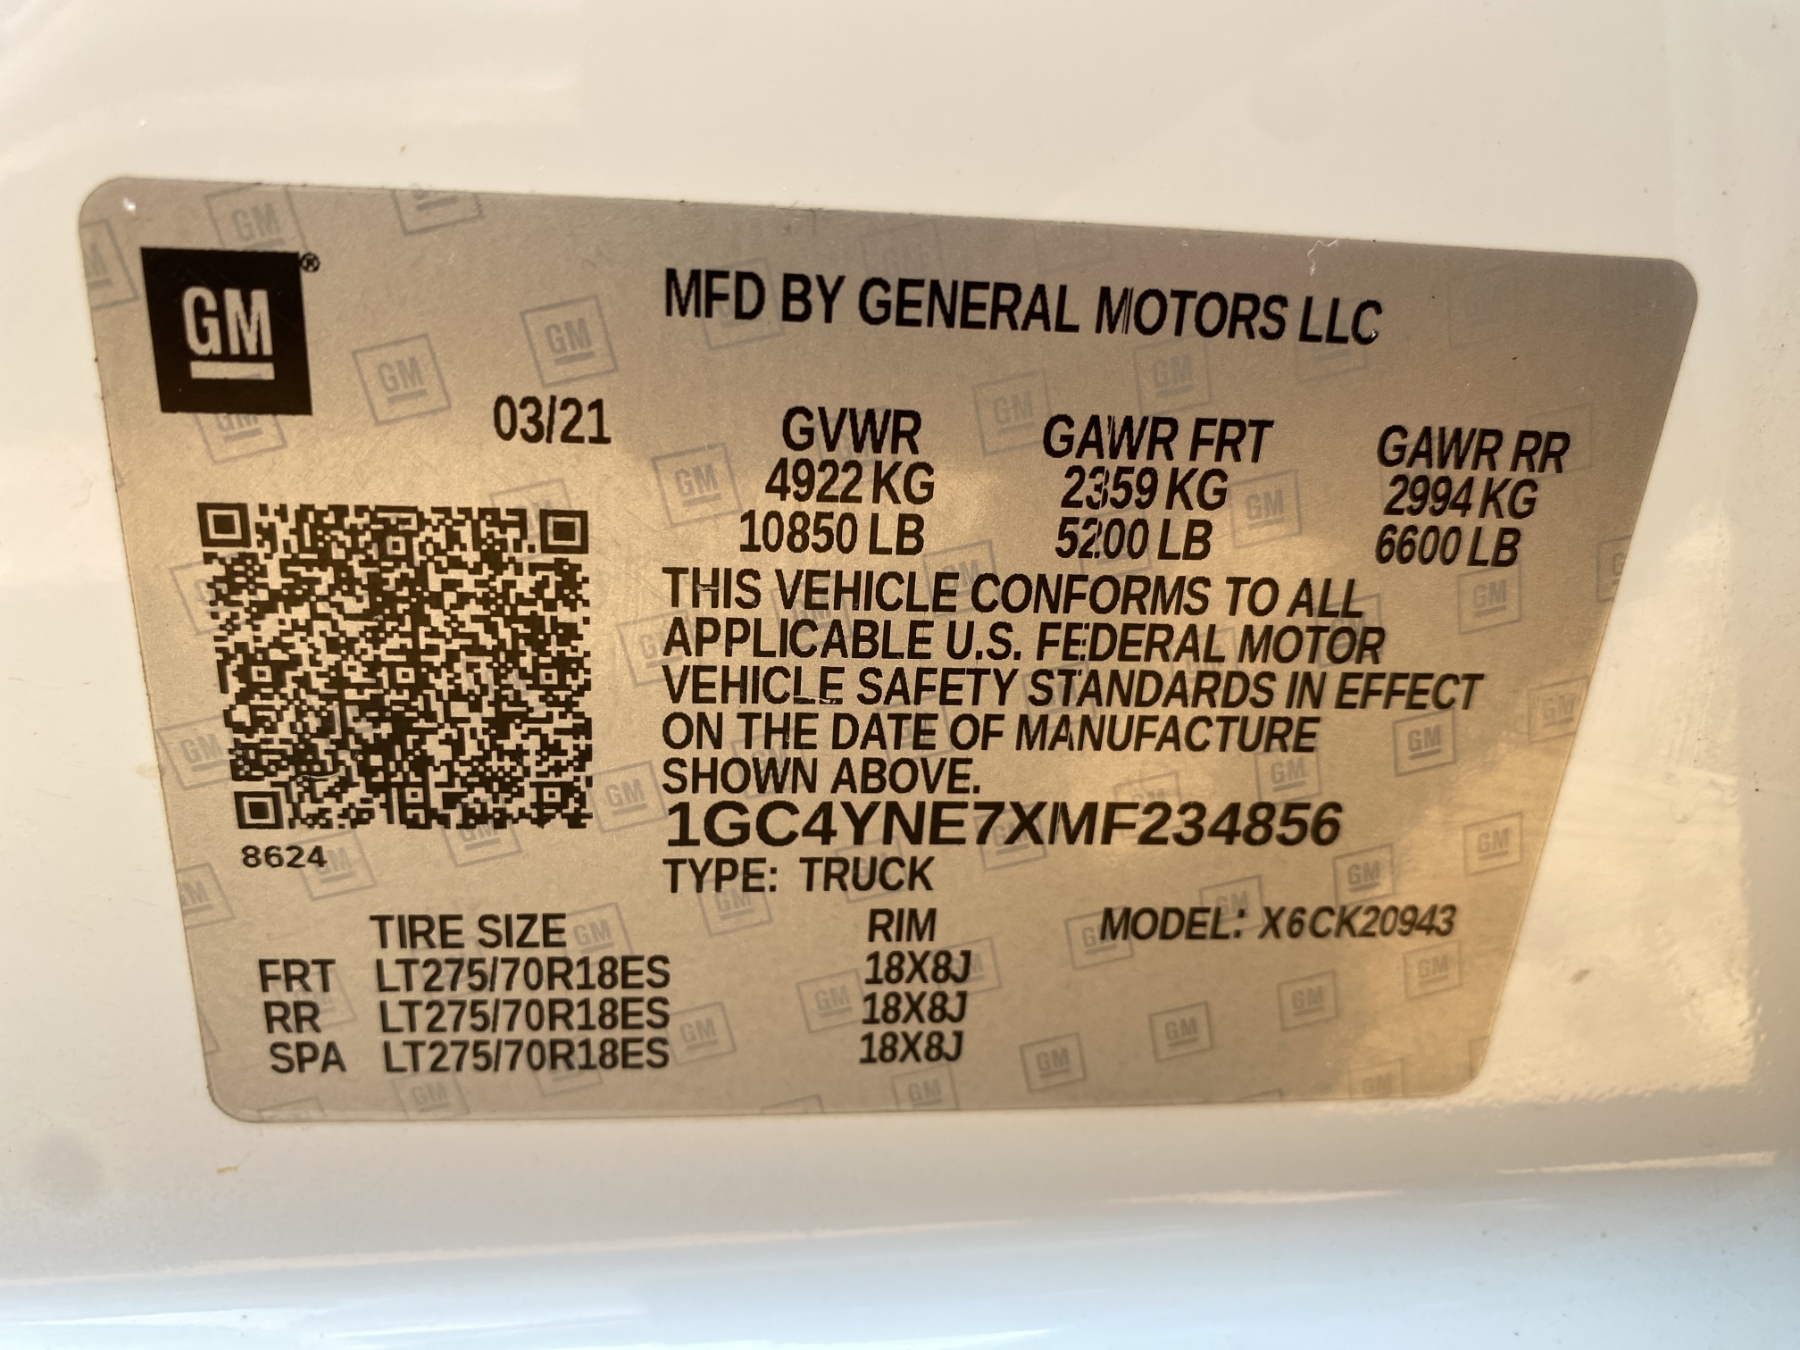 GM®
MFD BY GENERAL MOTORS LLC
03/21 GVWR GAWR FRT GAWR RR
4922 KG 2359 KG 2994 KG
10850 LB 5200 LB 6600 LB
THIS VEHICLE CONFORMS TO ALL
APPLICABLE U.S. FEDERAL MOTOR
VEHICLE SAFETY STANDARDS IN EFFECT
ON THE DATE OF MANUFACTURE
SHOWN ABOVE.
1GC4YNE7XMF234856
8624
TYPE: TRUCK
TIRE SIZE RIM MODEL: X6CK20943
FRT LT275/70R18ES 18X8J
RR LT275/70R18ES 18X8J
SPA LT275/70R18ES 18X8J